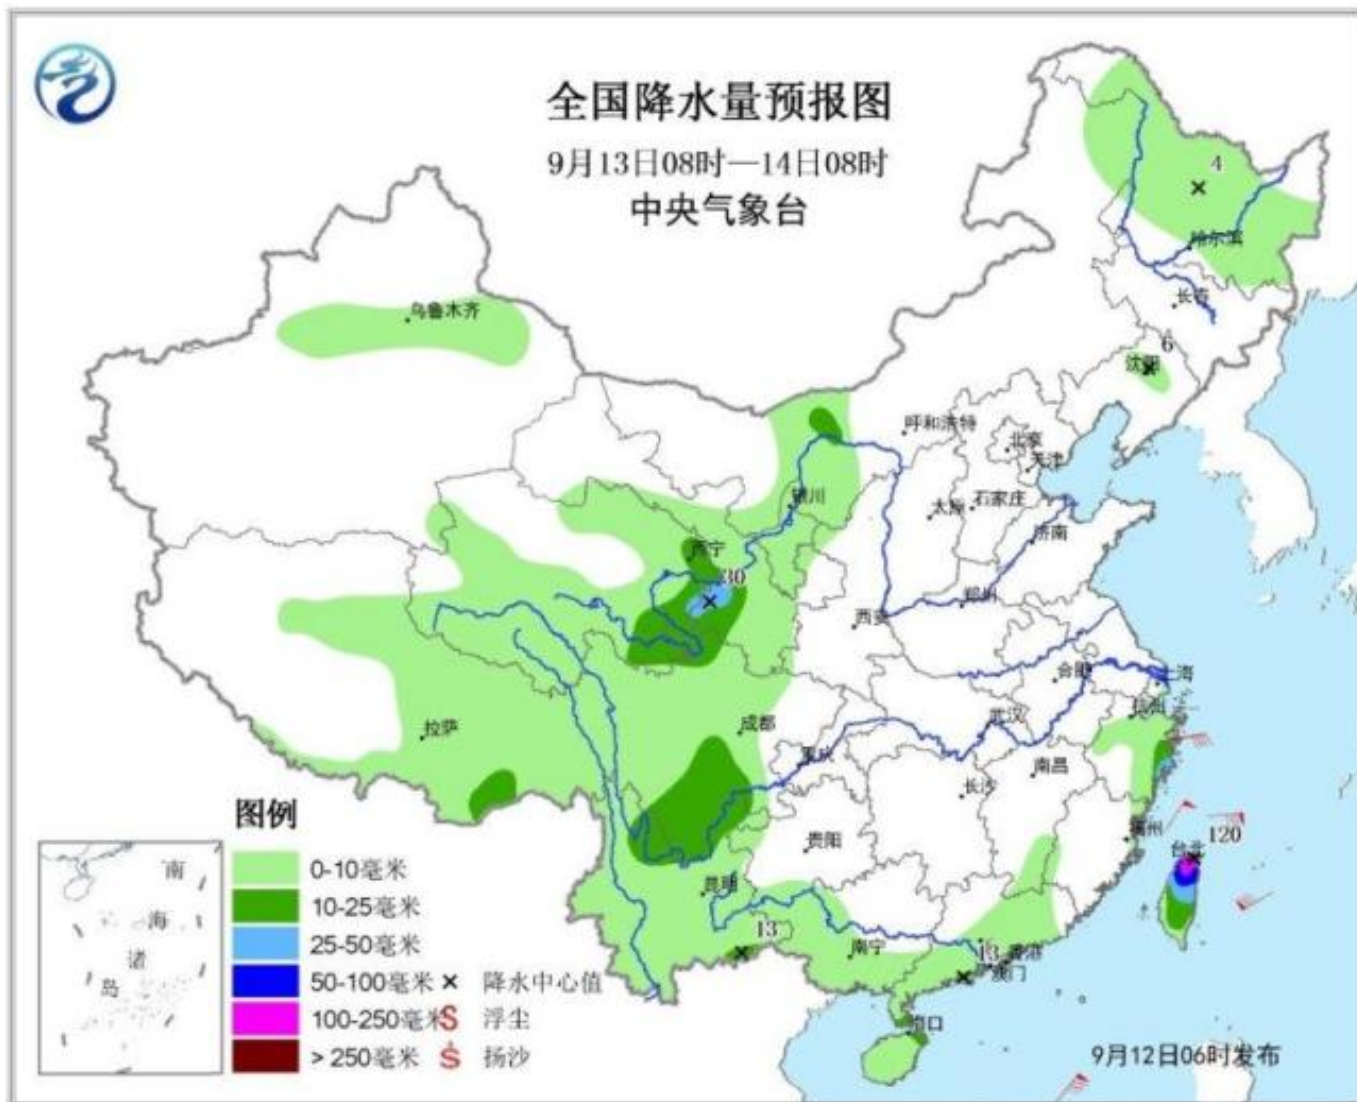 全国降水量预报图
9月13日08时—14日08时
中央气象台
4
哈尔滨
长春
乌鲁木齐
6
沈阳
呼和浩特
北京
天津
银川
石家庄
太原
济南
西宁
30
郑州
西安
合肥
上海
杭州
拉萨
成都
武汉
重庆
南昌
长沙
贵阳
福州
120
台北
昆明
13
南宁
13
香港
澳门
海口
图例
0-10毫米
10-25毫米
25-50毫米
50-100毫米 × 降水中心值
100-250毫米 S 浮尘
> 250毫米 S 扬沙
南
海
诸
岛
9月12日06时发布